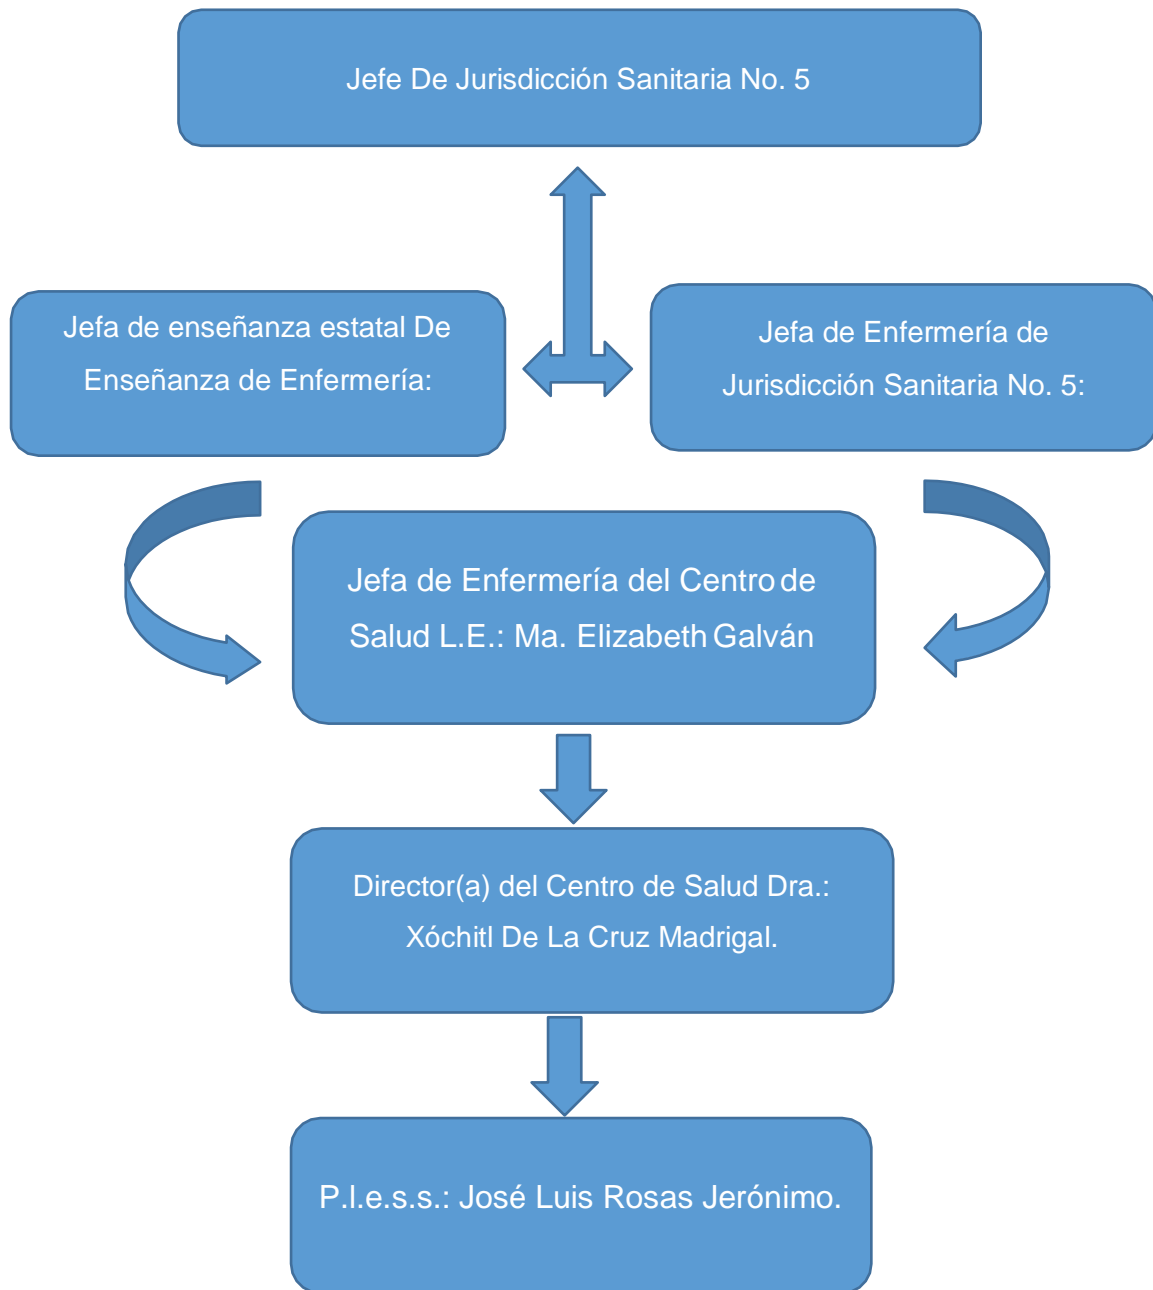 Jefe De Jurisdicción Sanitaria No. 5
Jefa de enseñanza estatal De
Enseñanza de Enfermería:
Jefa de Enfermería de
Jurisdicción Sanitaria No. 5:
Jefa de Enfermería del Centro de
Salud L.E.: Ma. Elizabeth Galván
Director(a) del Centro de Salud Dra.:
Xóchitl De La Cruz Madrigal.
P.l.e.s.s.: José Luis Rosas Jerónimo.